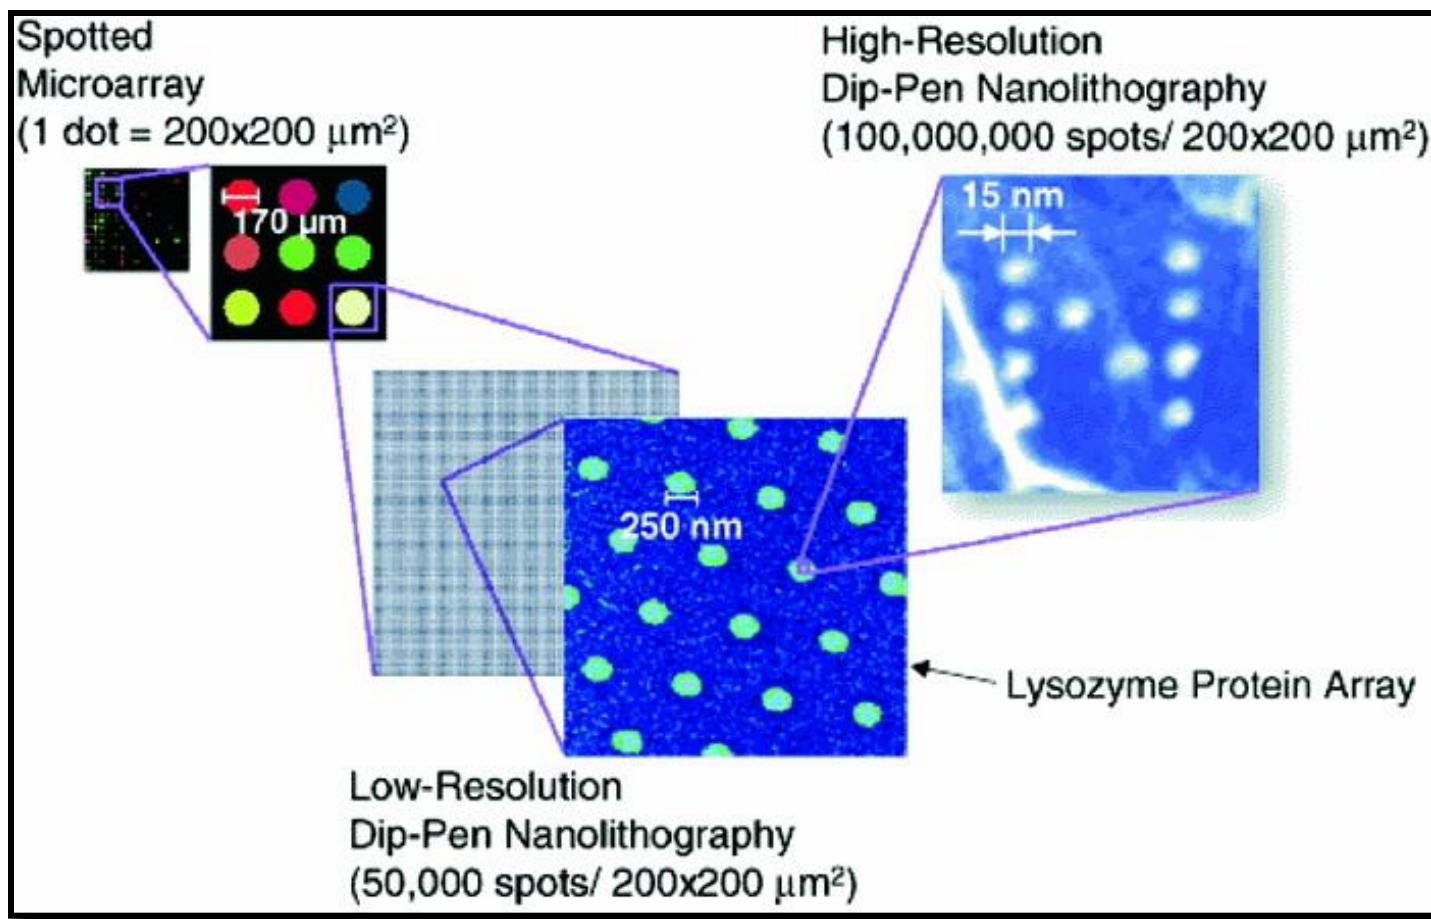 Spotted
Microarray
(1 dot = 200x200 μm²)
170 μm
High-Resolution
Dip-Pen Nanolithography
(100,000,000 spots/ 200x200 μm²)
15 nm
250 nm
Lysozyme Protein Array
Low-Resolution
Dip-Pen Nanolithography
(50,000 spots/ 200x200 μm²)